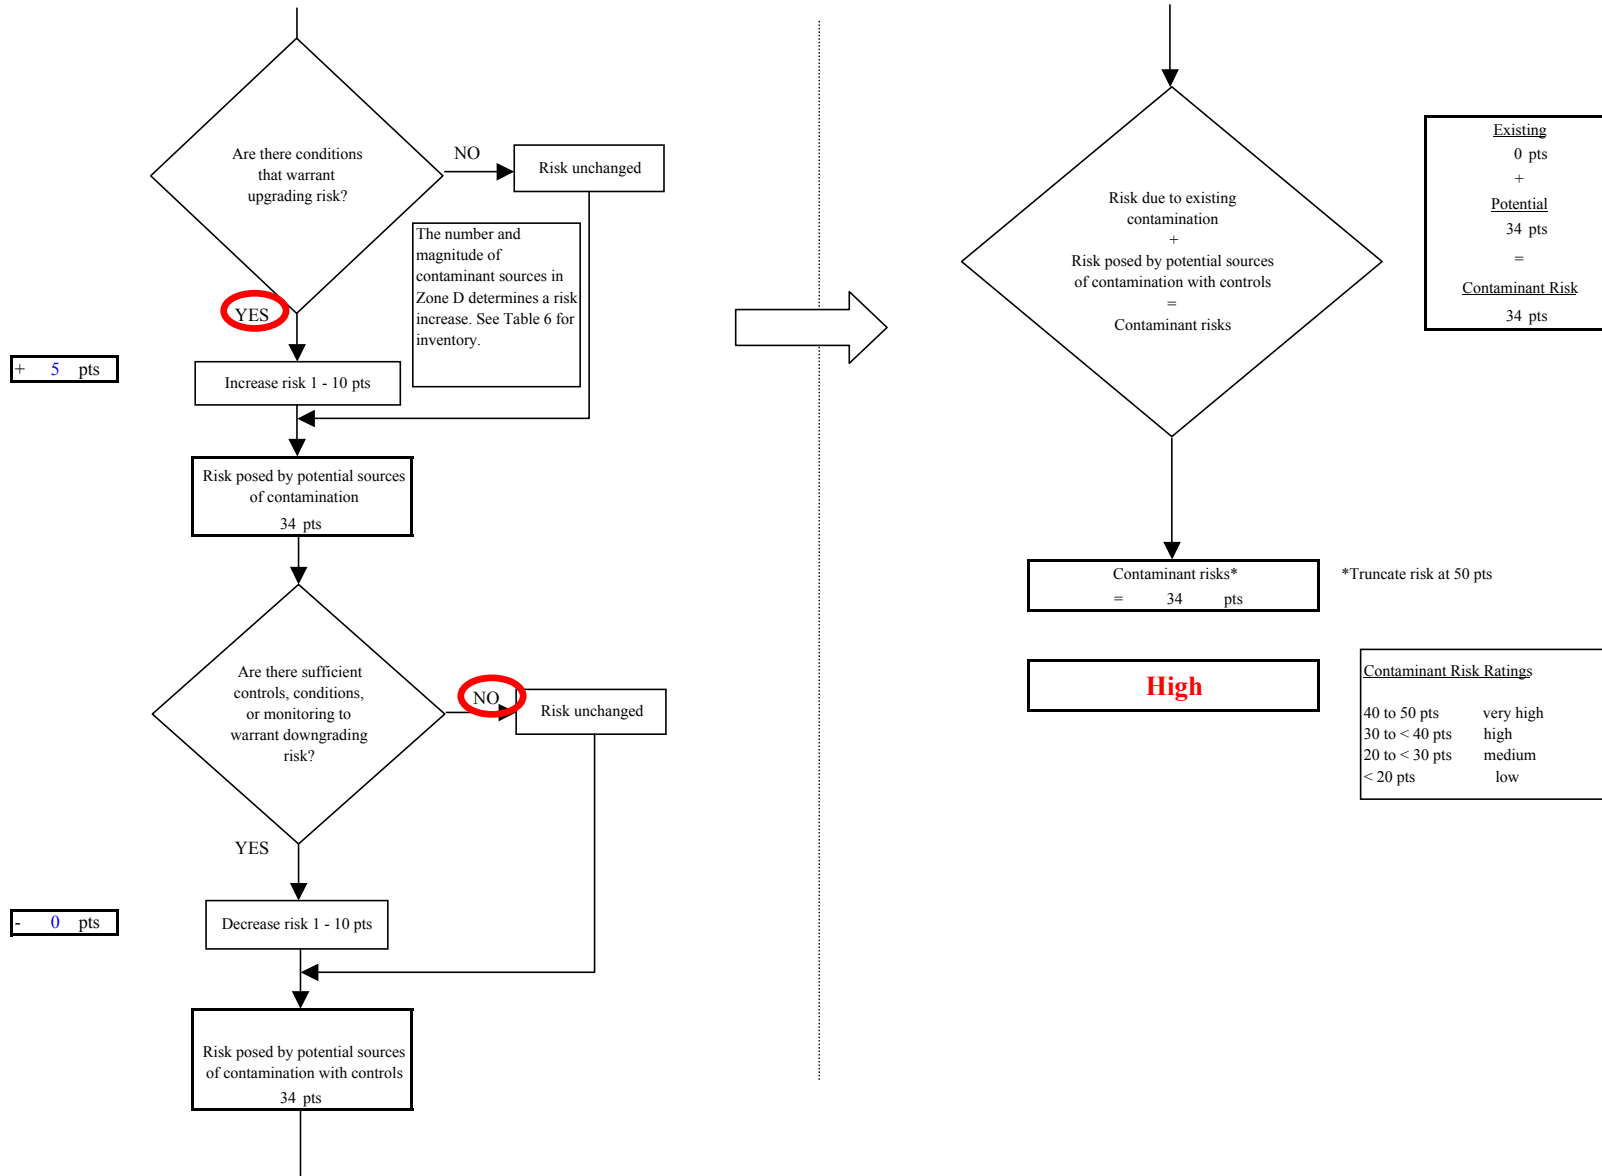 Are there conditions
that warrant
upgrading risk?
NO
Risk unchanged
The number and
magnitude of
contaminant sources in
Zone D determines a risk
increase. See Table 6 for
inventory.
YES
+ 5 pts
Increase risk 1 - 10 pts
Risk posed by potential sources
of contamination
34 pts
Are there sufficient
controls, conditions,
or monitoring to
warrant downgrading
risk?
NO
Risk unchanged
YES
- 0 pts
Decrease risk 1 - 10 pts
Risk posed by potential sources
of contamination with controls
34 pts
Risk due to existing
contamination
+
Risk posed by potential sources
of contamination with controls
=
Contaminant risks
Existing
0 pts
+
Potential
34 pts
=
Contaminant Risk
34 pts
Contaminant risks*
= 34 pts
*Truncate risk at 50 pts
High
Contaminant Risk Ratings
40 to 50 pts very high
30 to < 40 pts high
20 to < 30 pts medium
< 20 pts low